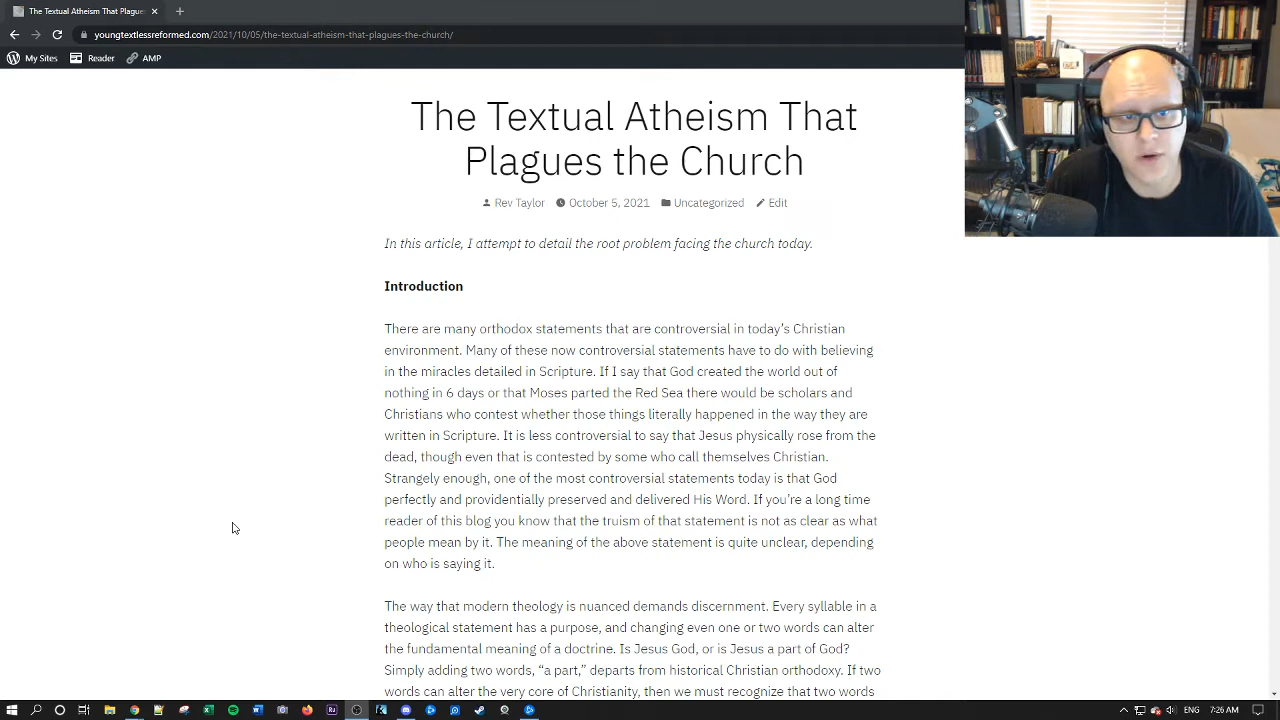 The Textual Atheism That Plague
youngtextlessreformed.com/2021/10/05/
My Sites Reader AMP
The Textual Atheism That
Plagues the Church
Rev Taylor October 5, 2021 Uncategorized Edit
In this article, I attempt to detail the root problem facing the church today.
Introduction
There are many orthodox statements that are controversial in today's Christian
environment. Many of these now controversial statements have to do with believing
in the miracles detailed in Scripture. If I say that God created the world out of
nothing in 6 days or that Moses parted the Red Sea there would be scholars and
Christians who contest whether those things literally happened in the way they are
written in Scripture. It is less controversial to say that Jesus physically rose from the
dead, though even that is contested by some who call themselves Christian.
Strangely enough, one of the most controversial statements today is that God
perfectly and providentially preserved and delivered His Word. If you're a long time
reader of this blog you know that the truism of that statement is not as clear as what
people mean by it. The meaning of the above statement is quite unclear, depending
on who is saying it.
The way that modern theology is nuanced demands discernment. Every syllable in a
theological statement has a purpose, and changing even one or two words can alter
the fundamental meaning of a doctrine. Is Jesus God, or is Jesus a part of God?
Simply adding two words, “a part,” departs from historical Christian orthodoxy. If two
words can alter the very core of Christianity, then we must recognize that two words
ENG 7:26 AM